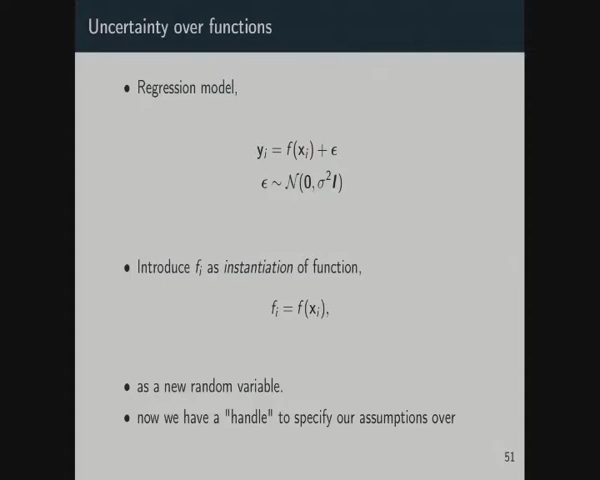 Uncertainty over functions
• Regression model,
yᵢ = f(xᵢ) + ϵ
ϵ ∼ 𝒩(0, σ²I)
• Introduce fᵢ as instantiation of function,
fᵢ = f(xᵢ),
• as a new random variable.
• now we have a "handle" to specify our assumptions over
51